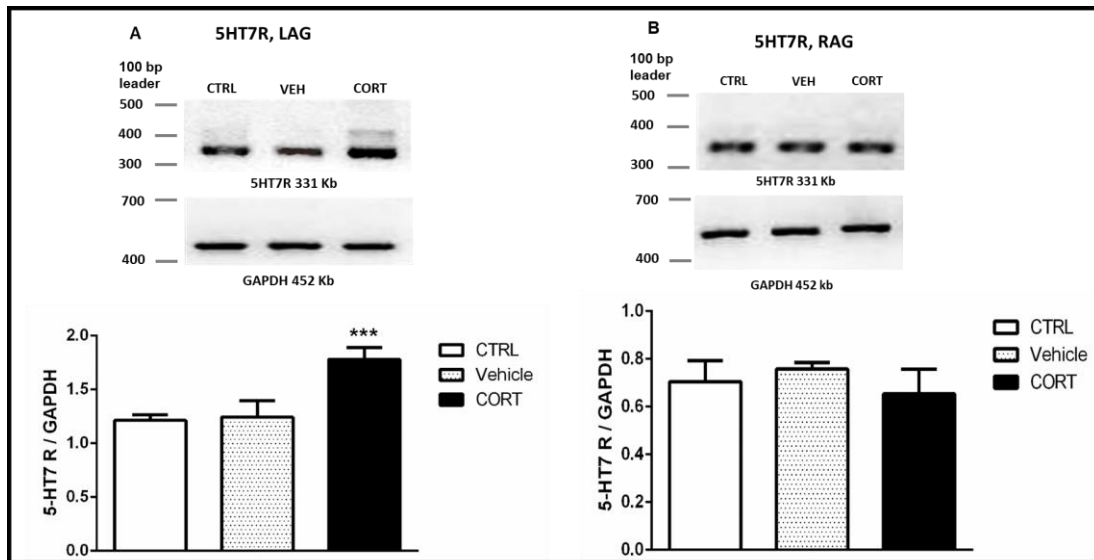 A
5HT7R, LAG
100 bp
leader
CTRL VEH CORT
500
400
300
5HT7R 331 Kb
700
400
GAPDH 452 Kb
5-HT7 R / GAPDH
2.0
1.5
1.0
0.5
0.0
***
CTRL
Vehicle
CORT
B
5HT7R, RAG
100 bp
leader
CTRL VEH CORT
500
400
300
5HT7R 331 Kb
700
400
GAPDH 452 kb
5-HT7 R / GAPDH
1.0
0.8
0.6
0.4
0.2
0.0
CTRL
Vehicle
CORT